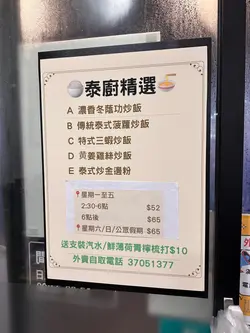 泰廚精選
A 濃香冬蔭功炒飯
B 傳統泰式菠蘿炒飯
C 特式三蝦炒飯
D 黄姜雞絲炒飯
E 泰式炒金邊粉
星期一至五
2:30-6點 $52
6點後 $65
星期六/日/公眾假期 $65
送支裝汽水/鮮薄荷青檸梳打$10
外賣自取電話 37051377
間
日